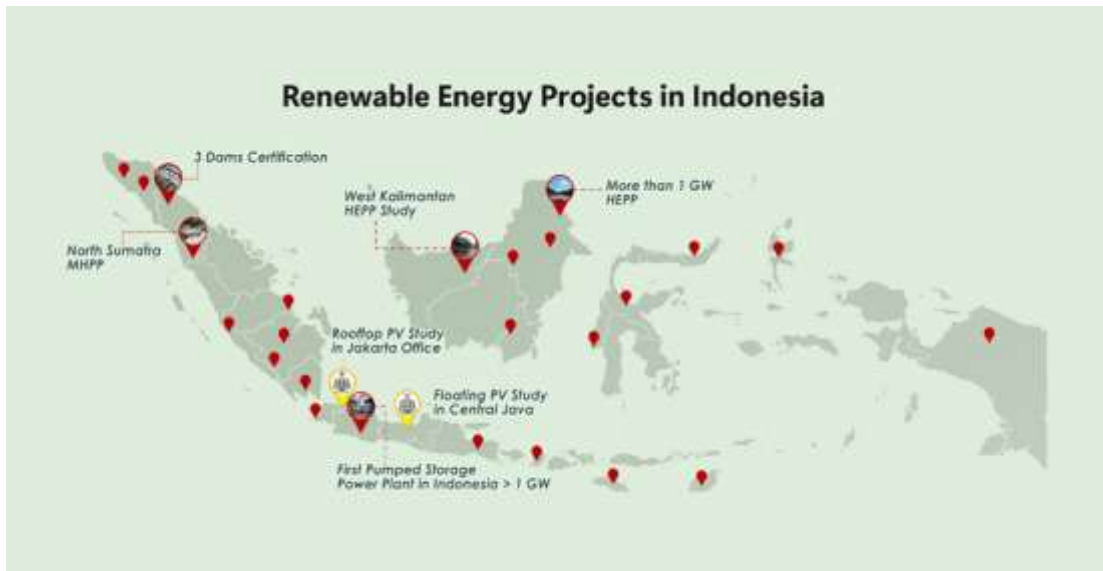 Renewable Energy Projects in Indonesia
3 Dams Certification
West Kalimantan
HEPP Study
More than 1 GW
HEPP
North Sumatra
MHPP
Rooftop PV Study
in Jakarta Office
Floating PV Study
in Central Java
First Pumped Storage
Power Plant in Indonesia > 1 GW